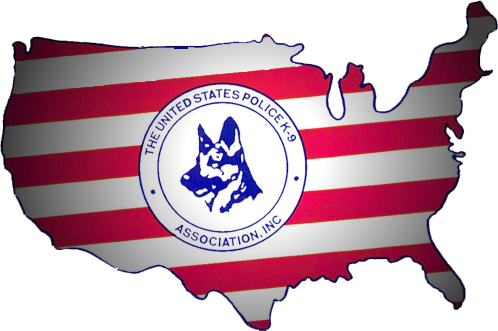 THE UNITED STATES POLICE K-9
ASSOCIATION, INC